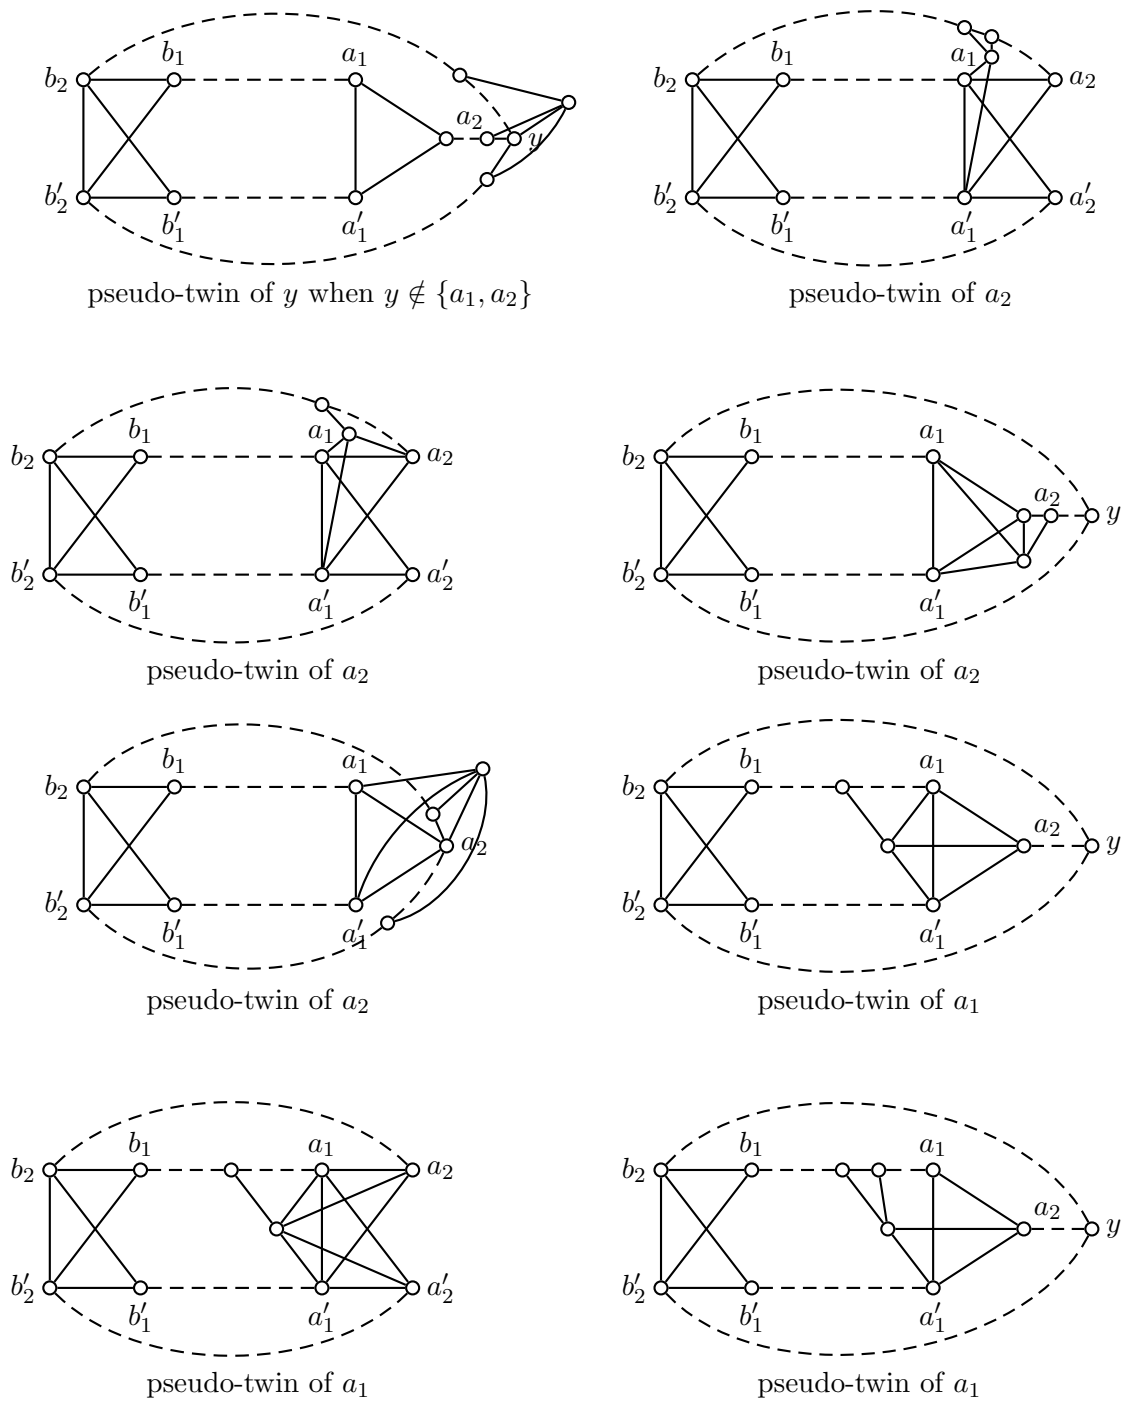 b₁ a₁ a₁
b₂ a₂ y b₂ b₁ a₂
b′₂ b′₁ a′₁ b′₂ b′₁ a′₁ a′₂
pseudo-twin of y when y ∉ {a₁, a₂} pseudo-twin of a₂
b₁ a₁ b₁ a₁
b₂ a₂ b₂ a₂ y
b′₂ b′₁ a′₁ a′₂ b′₂ b′₁ a′₁
pseudo-twin of a₂ pseudo-twin of a₂
b₁ a₁ b₁ a₁
b₂ a₂ b₂ a₂ y
b′₂ b′₁ a′₁ b′₂ b′₁ a′₁
pseudo-twin of a₂ pseudo-twin of a₁
b₁ a₁ b₁ a₁
b₂ a₂ b₂ a₂ y
b′₂ b′₁ a′₁ a′₂ b′₂ b′₁ a′₁
pseudo-twin of a₁ pseudo-twin of a₁